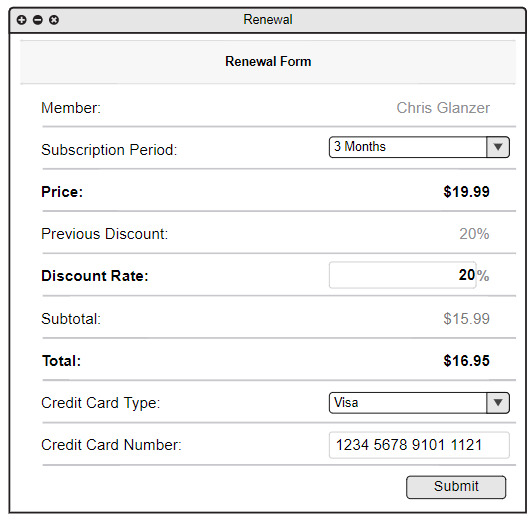 Renewal
Renewal Form
Member: Chris Glanzer
Subscription Period: 3 Months
Price: $19.99
Previous Discount: 20%
Discount Rate: 20%
Subtotal: $15.99
Total: $16.95
Credit Card Type: Visa
Credit Card Number: 1234 5678 9101 1121
Submit